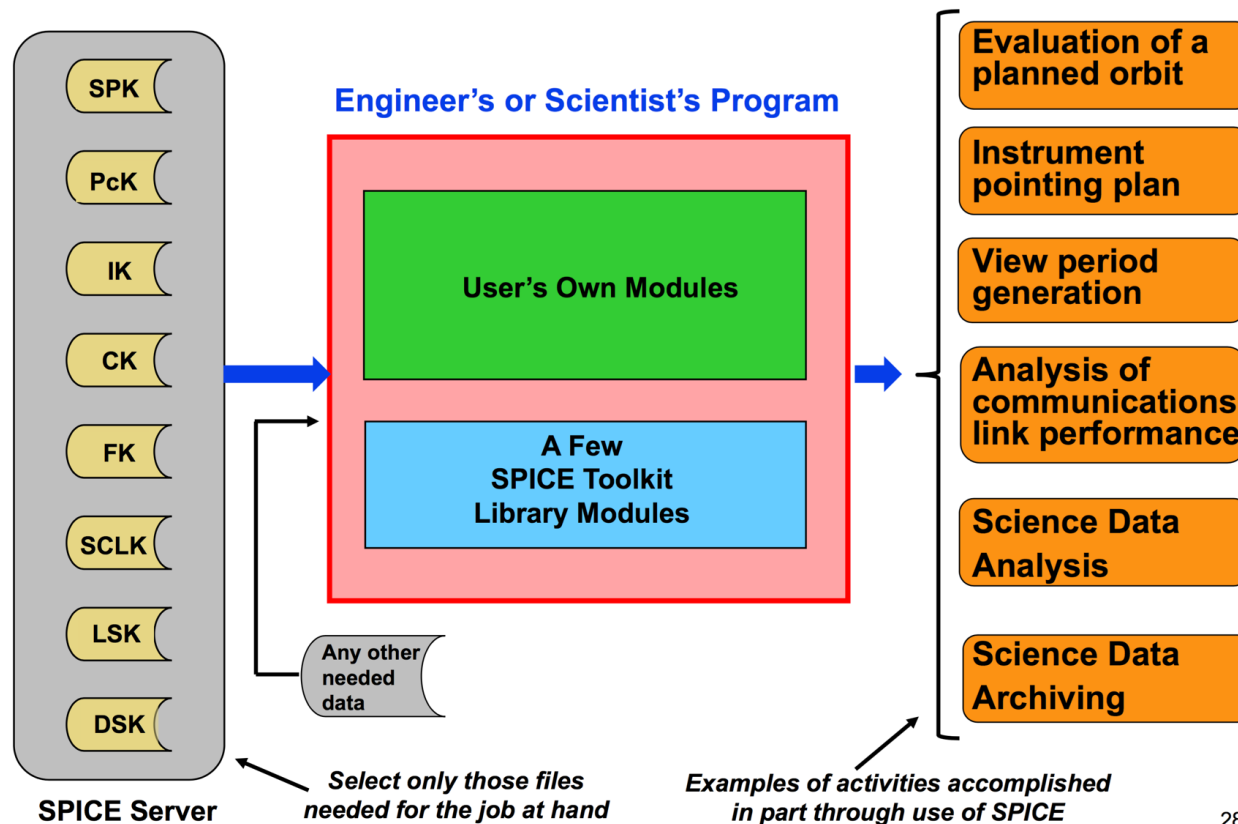 SPK
PcK
IK
CK
FK
SCLK
LSK
DSK
SPICE Server
Select only those files
needed for the job at hand
Engineer's or Scientist's Program
User's Own Modules
A Few
SPICE Toolkit
Library Modules
Any other
needed
data
Evaluation of a
planned orbit
Instrument
pointing plan
View period
generation
Analysis of
communications
link performance
Science Data
Analysis
Science Data
Archiving
Examples of activities accomplished
in part through use of SPICE
28